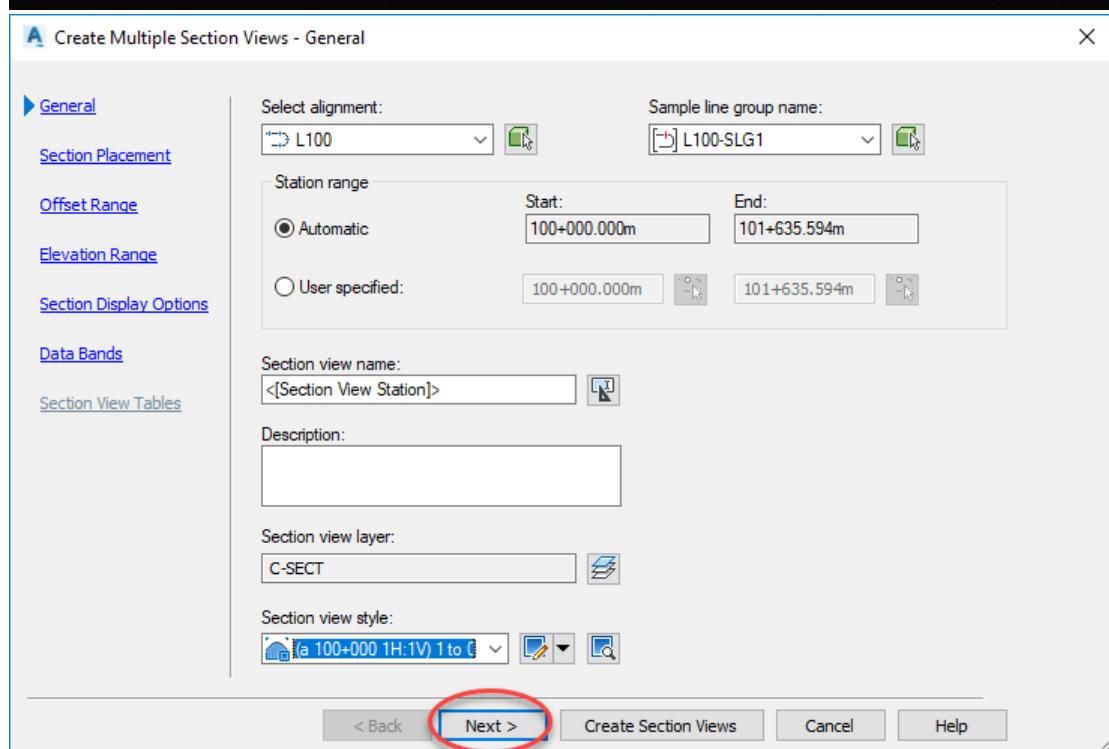 Create Multiple Section Views - General
General
Section Placement
Offset Range
Elevation Range
Section Display Options
Data Bands
Section View Tables
Select alignment:
L100
Sample line group name:
L100-SLG1
Station range
Start:
End:
Automatic
100+000.000m
101+635.594m
User specified:
100+000.000m
101+635.594m
Section view name:
<[Section View Station]>
Description:
Section view layer:
C-SECT
Section view style:
(a 100+000 1H:1V) 1 to
< Back
Next >
Create Section Views
Cancel
Help